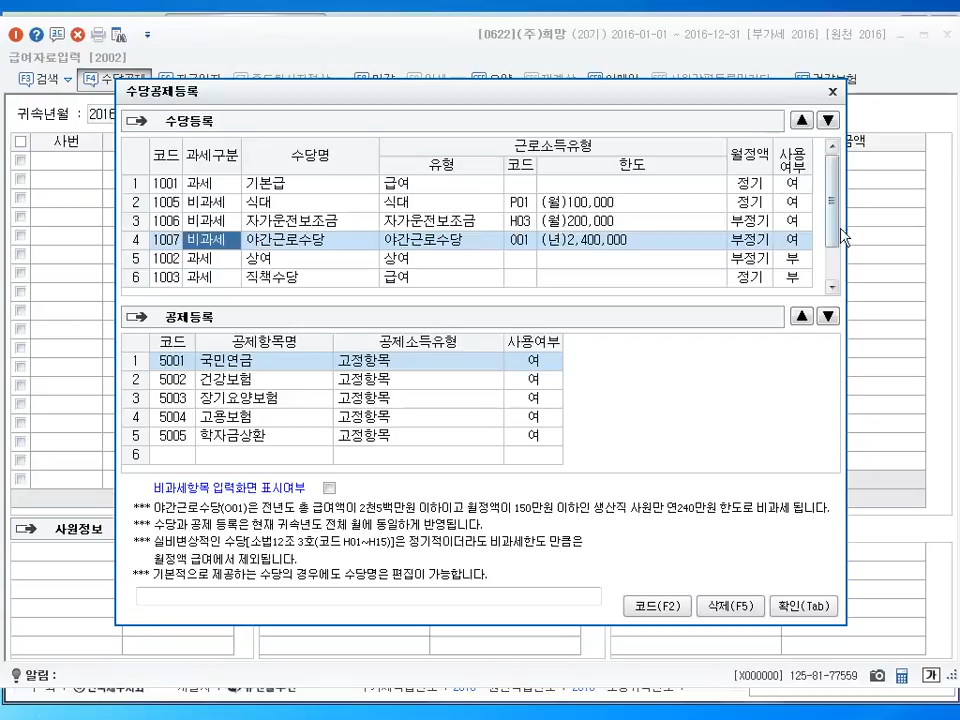 [0622](주)희망 (20기) 2016-01-01 ~ 2016-12-31 [부가세 2016] [원천 2016]
급여자료입력 [2002]
F3 검색 F4 수당공제
귀속년월 : 2016
사번
수당공제등록
수당등록
코드 과세구분 수당명 근로소득유형 월정액 사용여부
유형 코드 한도
1 1001 과세 기본급 급여 정기 여
2 1005 비과세 식대 식대 P01 (월)100,000 정기 여
3 1006 비과세 자가운전보조금 자가운전보조금 H03 (월)200,000 부정기 여
4 1007 비과세 야간근로수당 야간근로수당 O01 (년)2,400,000 부정기 여
5 1002 과세 상여 상여 부정기 부
6 1003 과세 직책수당 급여 정기 부
공제등록
코드 공제항목명 공제소득유형 사용여부
1 5001 국민연금 고정항목 여
2 5002 건강보험 고정항목 여
3 5003 장기요양보험 고정항목 여
4 5004 고용보험 고정항목 여
5 5005 학자금상환 고정항목 여
6
비과세항목 입력화면 표시여부
*** 야간근로수당(O01)은 전년도 총 급여액이 2천5백만원 이하이고 월정액이 150만원 이하인 생산직 사원만 연240만원 한도로 비과세 됩니다.
*** 수당과 공제 등록은 현재 귀속년도 전체 월에 동일하게 반영됩니다.
*** 실비변상적인 수당[소법12조 3호(코드 H01~H15)]은 정기적이더라도 비과세한도 만큼은
월정액 급여에서 제외됩니다.
*** 기본적으로 제공하는 수당의 경우에도 수당명은 편집이 가능합니다.
코드(F2) 삭제(F5) 확인(Tab)
사원정보
알림 :
[X000000] 125-81-77559
가